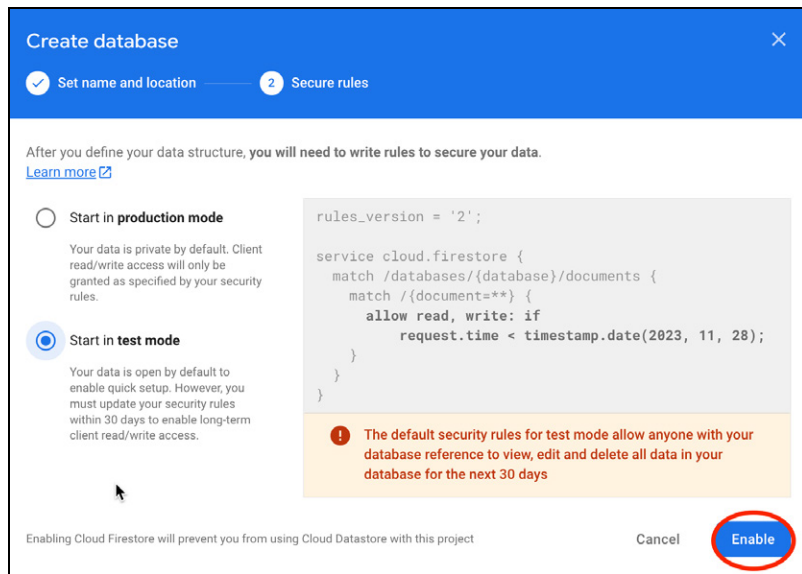 Create database
Set name and location
2 Secure rules
After you define your data structure, you will need to write rules to secure your data.
Learn more
Start in production mode
Your data is private by default. Client
read/write access will only be
granted as specified by your security
rules.
Start in test mode
Your data is open by default to
enable quick setup. However, you
must update your security rules
within 30 days to enable long-term
client read/write access.
rules_version = '2';
service cloud.firestore {
match /databases/{database}/documents {
match /{document=**} {
allow read, write: if
request.time < timestamp.date(2023, 11, 28);
}
}
}
The default security rules for test mode allow anyone with your
database reference to view, edit and delete all data in your
database for the next 30 days
Enabling Cloud Firestore will prevent you from using Cloud Datastore with this project
Cancel
Enable